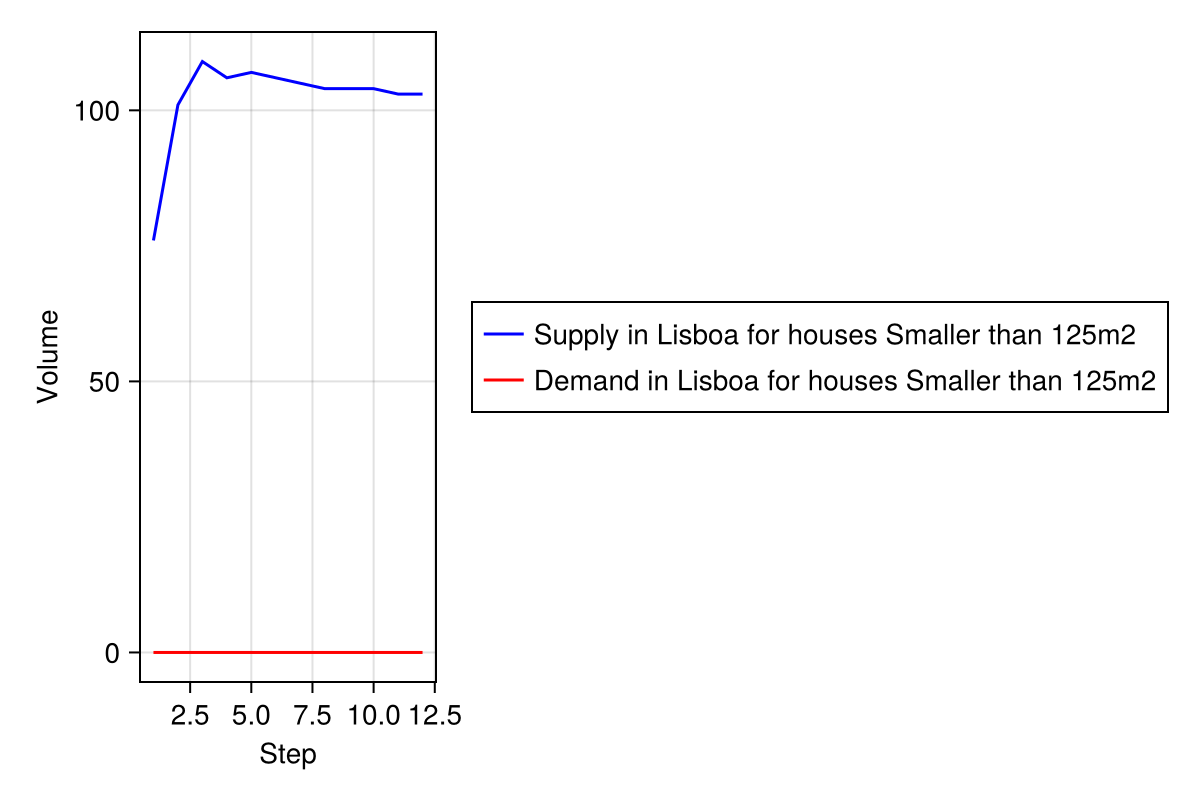 100
50
0
Volume
2.5 5.0 7.5 10.0 12.5
Step
Supply in Lisboa for houses Smaller than 125m2
Demand in Lisboa for houses Smaller than 125m2